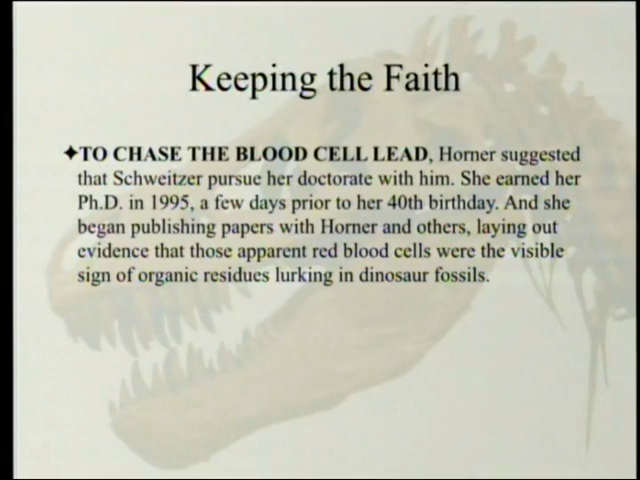 Keeping the Faith
✦TO CHASE THE BLOOD CELL LEAD, Horner suggested
that Schweitzer pursue her doctorate with him. She earned her
Ph.D. in 1995, a few days prior to her 40th birthday. And she
began publishing papers with Horner and others, laying out
evidence that those apparent red blood cells were the visible
sign of organic residues lurking in dinosaur fossils.